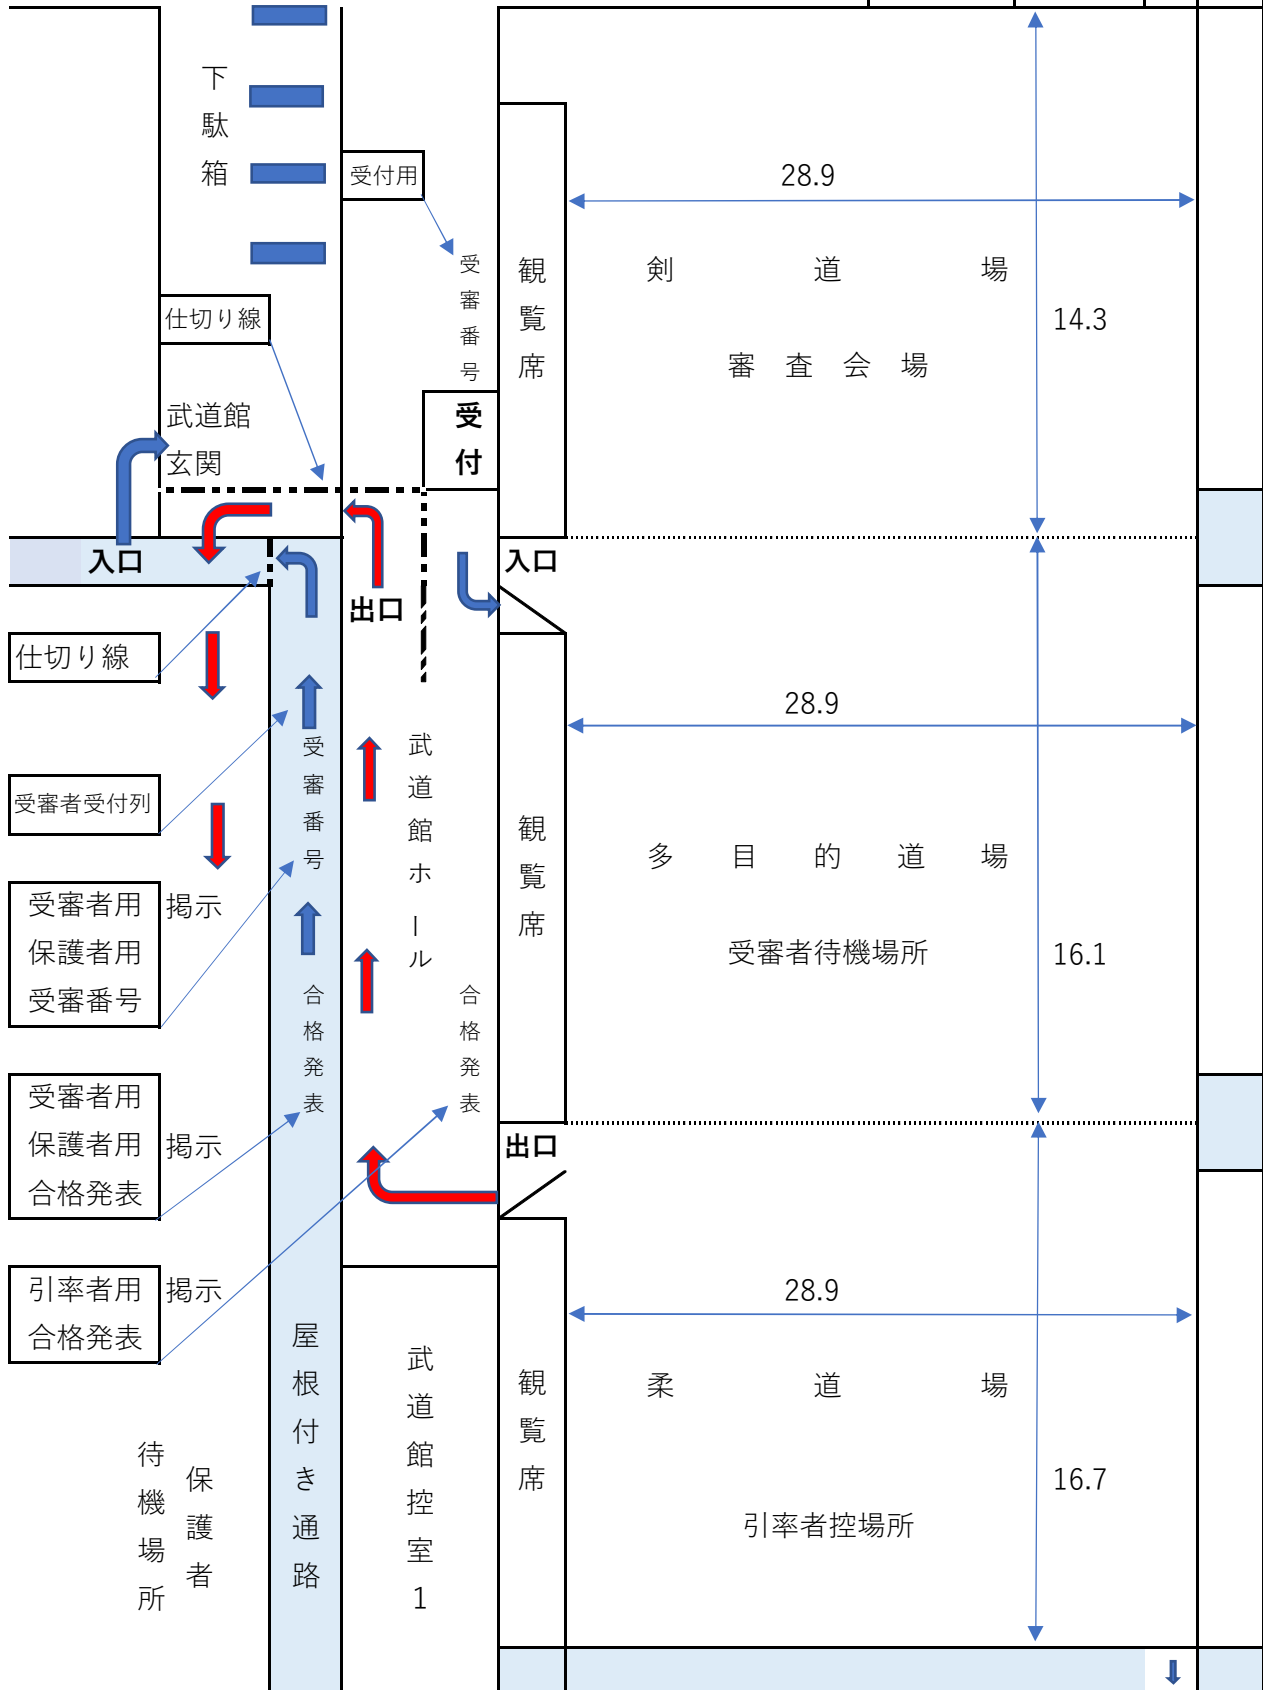 下駄箱
受付用
28.9
受審番号
観覧席
剣道場
14.3
仕切り線
審査会場
武道館
玄関
受付
入口
入口
出口
仕切り線
28.9
受審番号
武道館ホール
受審者受付列
観覧席
多目的道場
受審者用
保護者用
受審番号
掲示
受審者待機場所
16.1
合格発表
合格発表
受審者用
保護者用
合格発表
掲示
出口
引率者用
合格発表
掲示
28.9
屋根付き通路
武道館控室1
観覧席
柔道場
16.7
引率者控場所
保護者
待機場所